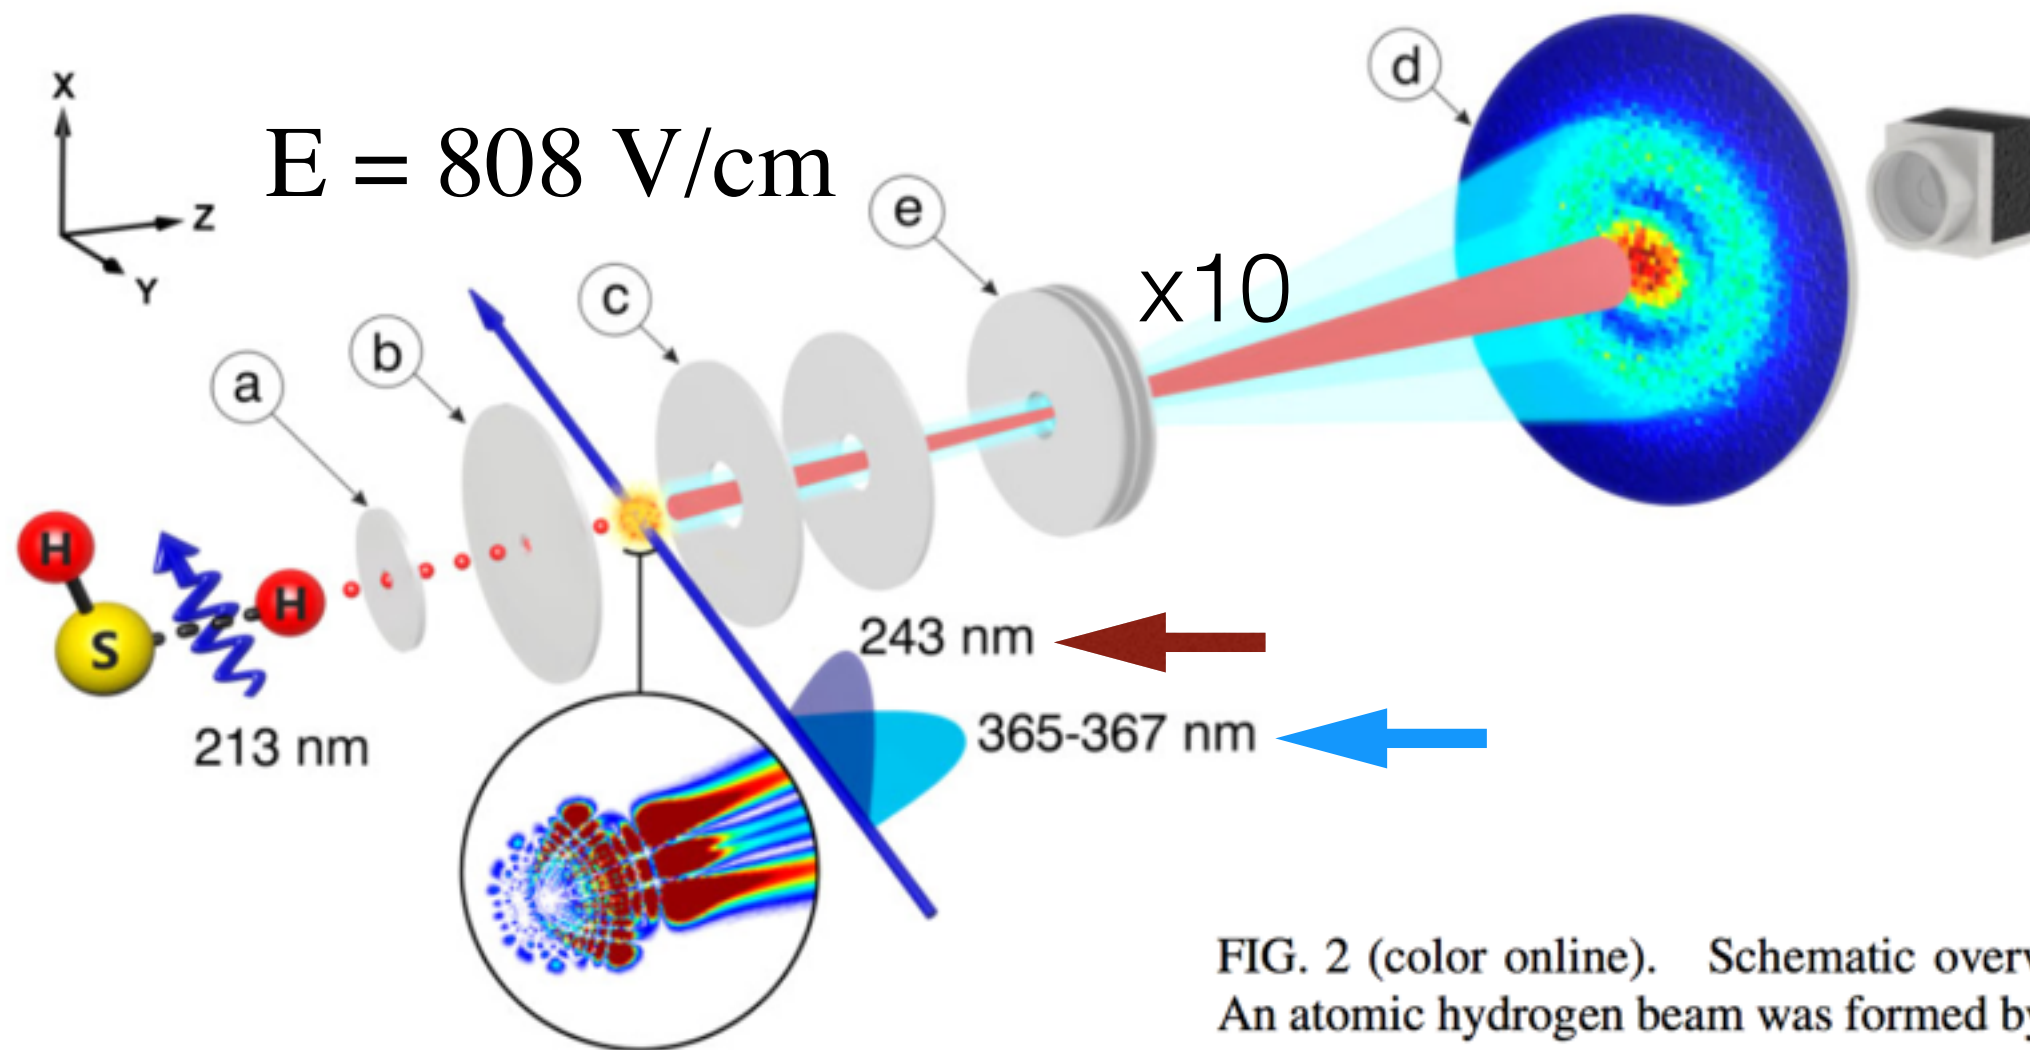 X
Z
Y
E = 808 V/cm
a
b
c
e
d
x10
H
S
H
213 nm
243 nm
365-367 nm
FIG. 2 (color online). Schematic
An atomic hydrogen beam was formed